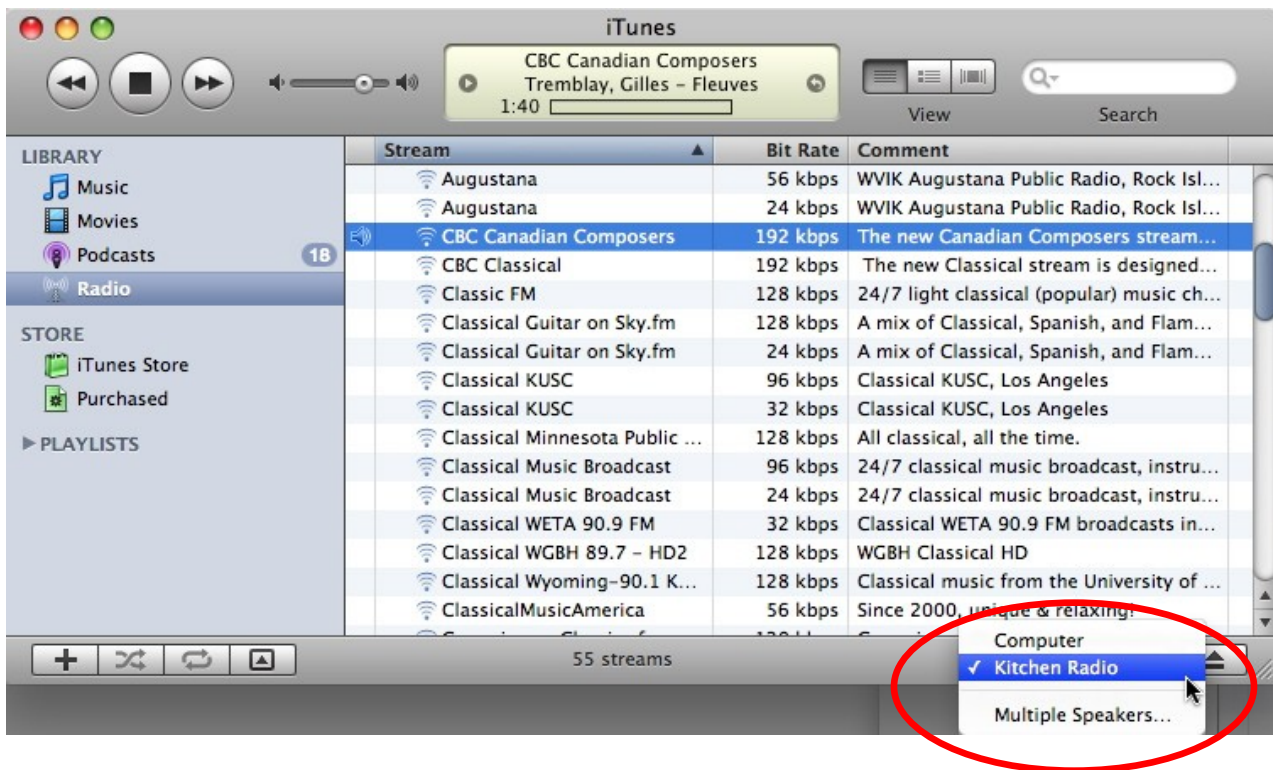 iTunes
CBC Canadian Composers
Tremblay, Gilles – Fleuves
1:40
View
Search
LIBRARY
Music
Movies
Podcasts 18
Radio
STORE
iTunes Store
Purchased
PLAYLISTS
Stream Bit Rate Comment
Augustana 56 kbps WVIK Augustana Public Radio, Rock Isl...
Augustana 24 kbps WVIK Augustana Public Radio, Rock Isl...
CBC Canadian Composers 192 kbps The new Canadian Composers stream...
CBC Classical 192 kbps The new Classical stream is designed...
Classic FM 128 kbps 24/7 light classical (popular) music ch...
Classical Guitar on Sky.fm 128 kbps A mix of Classical, Spanish, and Flam...
Classical Guitar on Sky.fm 24 kbps A mix of Classical, Spanish, and Flam...
Classical KUSC 96 kbps Classical KUSC, Los Angeles
Classical KUSC 32 kbps Classical KUSC, Los Angeles
Classical Minnesota Public ... 128 kbps All classical, all the time.
Classical Music Broadcast 96 kbps 24/7 classical music broadcast, instru...
Classical Music Broadcast 24 kbps 24/7 classical music broadcast, instru...
Classical WETA 90.9 FM 32 kbps Classical WETA 90.9 FM broadcasts in...
Classical WGBH 89.7 – HD2 128 kbps WGBH Classical HD
Classical Wyoming–90.1 K... 128 kbps Classical music from the University of ...
ClassicalMusicAmerica 56 kbps Since 2000, unique & relaxing!
55 streams
Computer
✓ Kitchen Radio
Multiple Speakers...